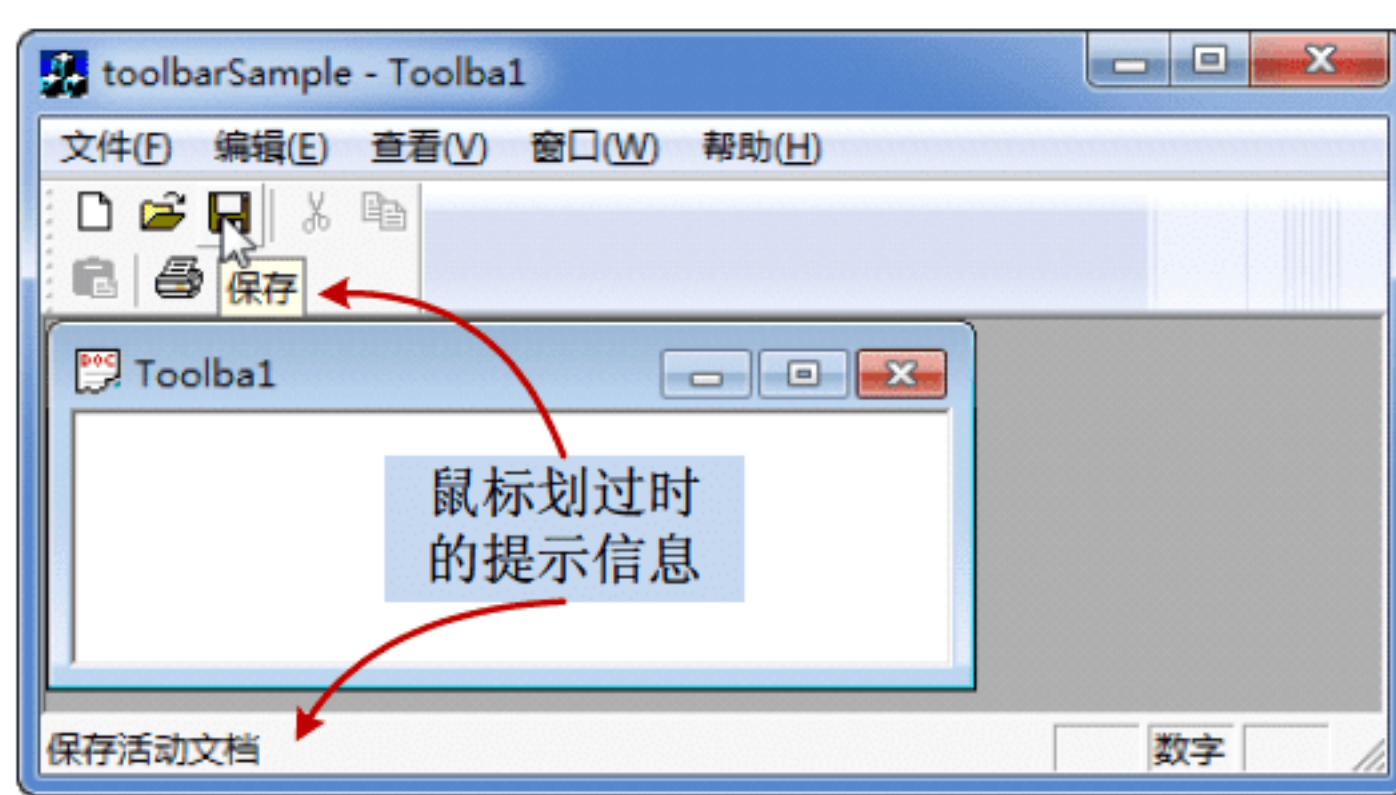 toolbarSample - Toolba1
文件(F) 编辑(E) 查看(V) 窗口(W) 帮助(H)
保存
DOC
Toolba1
鼠标划过时
的提示信息
保存活动文档
数字